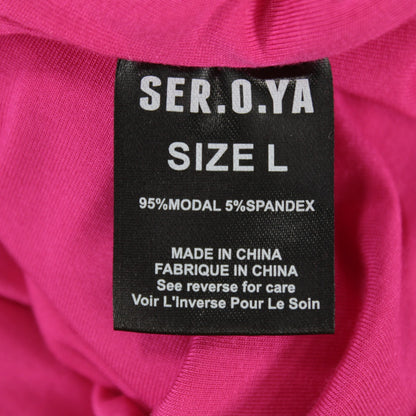 SER.O.YA
SIZE L
95%MODAL 5%SPANDEX
MADE IN CHINA
FABRIQUE IN CHINA
See reverse for care
Voir L'Inverse Pour Le Soin